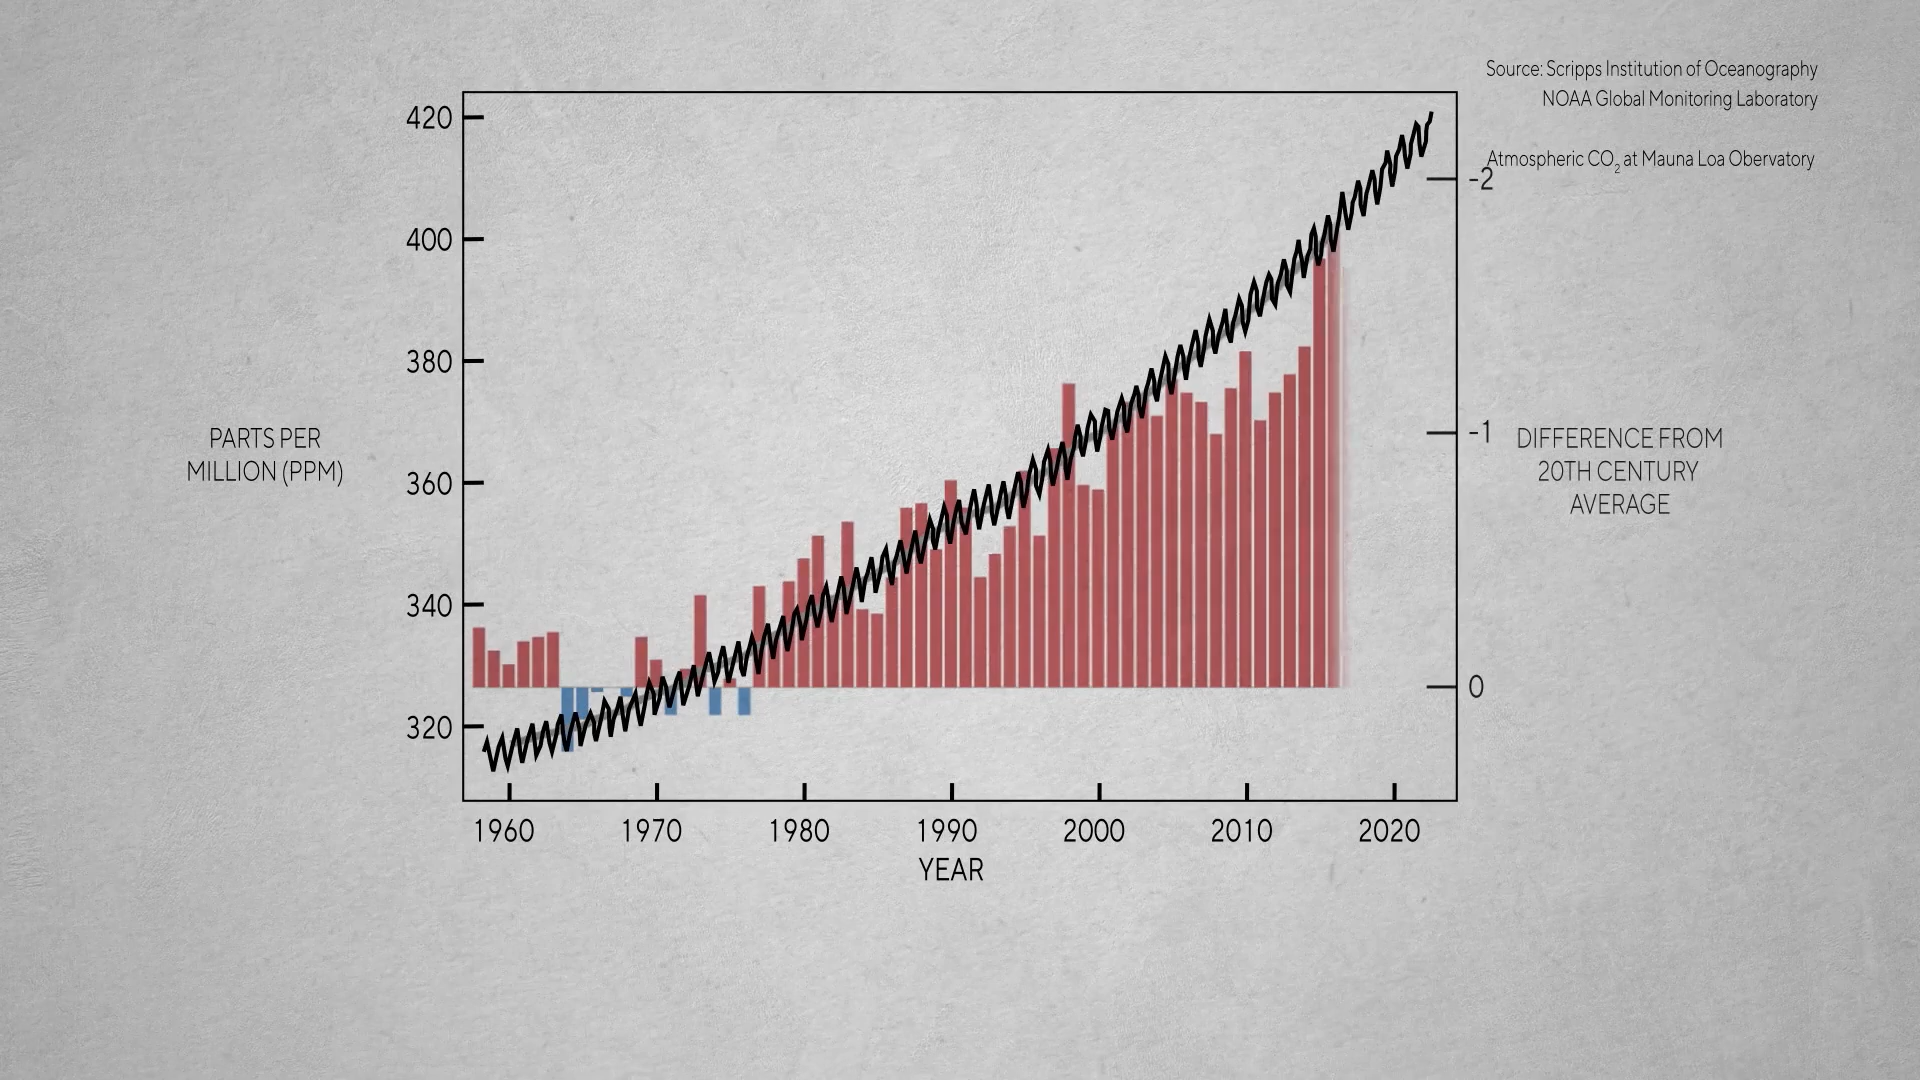 Source: Scripps Institution of Oceanography
NOAA Global Monitoring Laboratory
Atmospheric CO2 at Mauna Loa Obervatory
420
400
380
360
340
320
PARTS PER
MILLION (PPM)
-2
-1
0
DIFFERENCE FROM
20TH CENTURY
AVERAGE
1960 1970 1980 1990 2000 2010 2020
YEAR